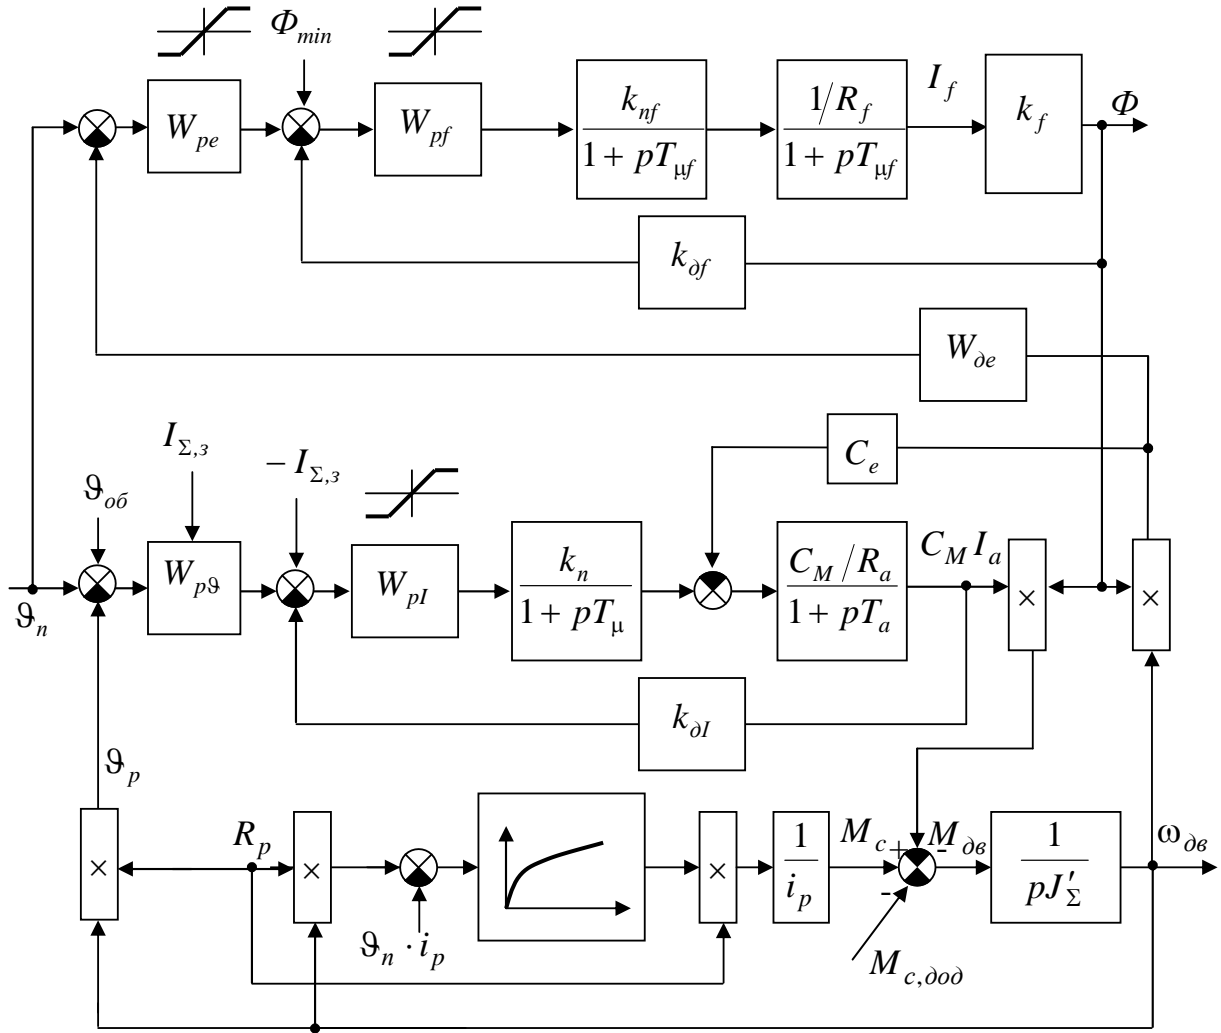 Φ_min
W_pe
W_pf
k_nf / 1 + pT_μf
1/R_f / 1 + pT_μf
I_f
k_f
Φ
k_∂f
W_∂e
I_Σ,з
− I_Σ,з
C_e
ϑ_об
W_pϑ
W_pI
k_n / 1 + pT_μ
C_M/R_a / 1 + pT_a
C_M I_a
×
×
ϑ_n
k_∂I
ϑ_p
×
R_p
×
ϑ_n · i_p
×
1 / i_p
M_c
+
-
-
M_∂в
1 / pJ′_Σ
ω_∂в
M_c,∂о∂